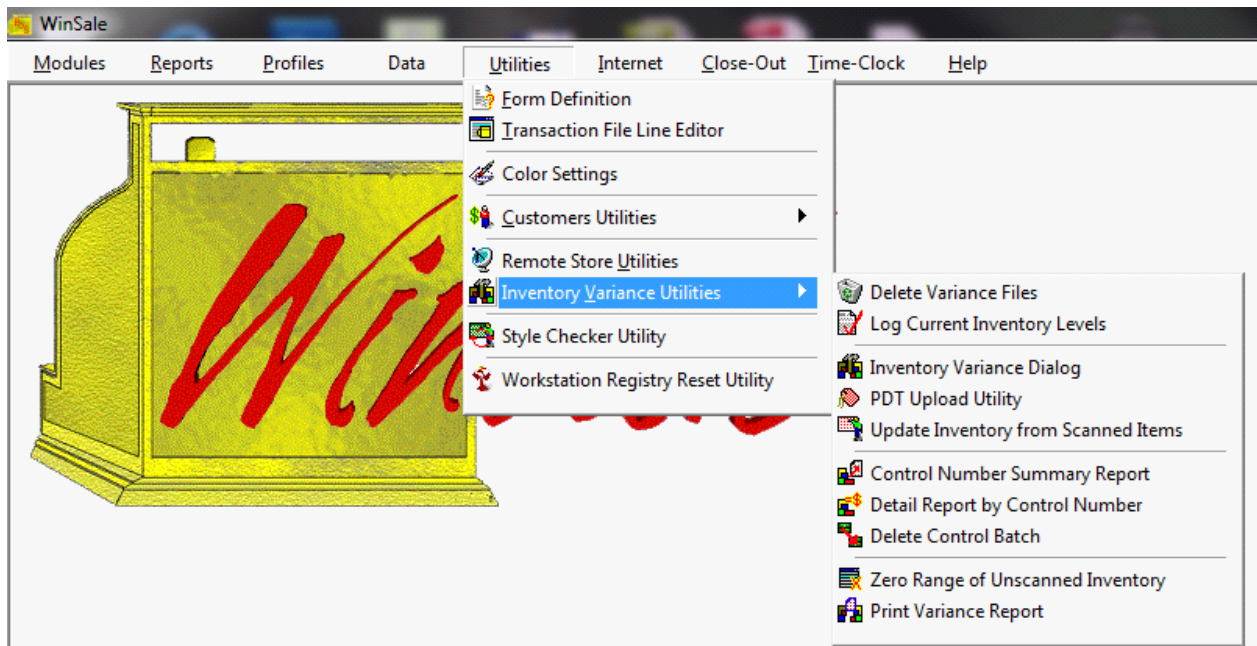 WinSale
Modules Reports Profiles Data Utilities Internet Close-Out Time-Clock Help
Form Definition
Transaction File Line Editor
Color Settings
Customers Utilities
Remote Store Utilities
Inventory Variance Utilities
Style Checker Utility
Workstation Registry Reset Utility
Delete Variance Files
Log Current Inventory Levels
Inventory Variance Dialog
PDT Upload Utility
Update Inventory from Scanned Items
Control Number Summary Report
Detail Report by Control Number
Delete Control Batch
Zero Range of Unscanned Inventory
Print Variance Report
Win